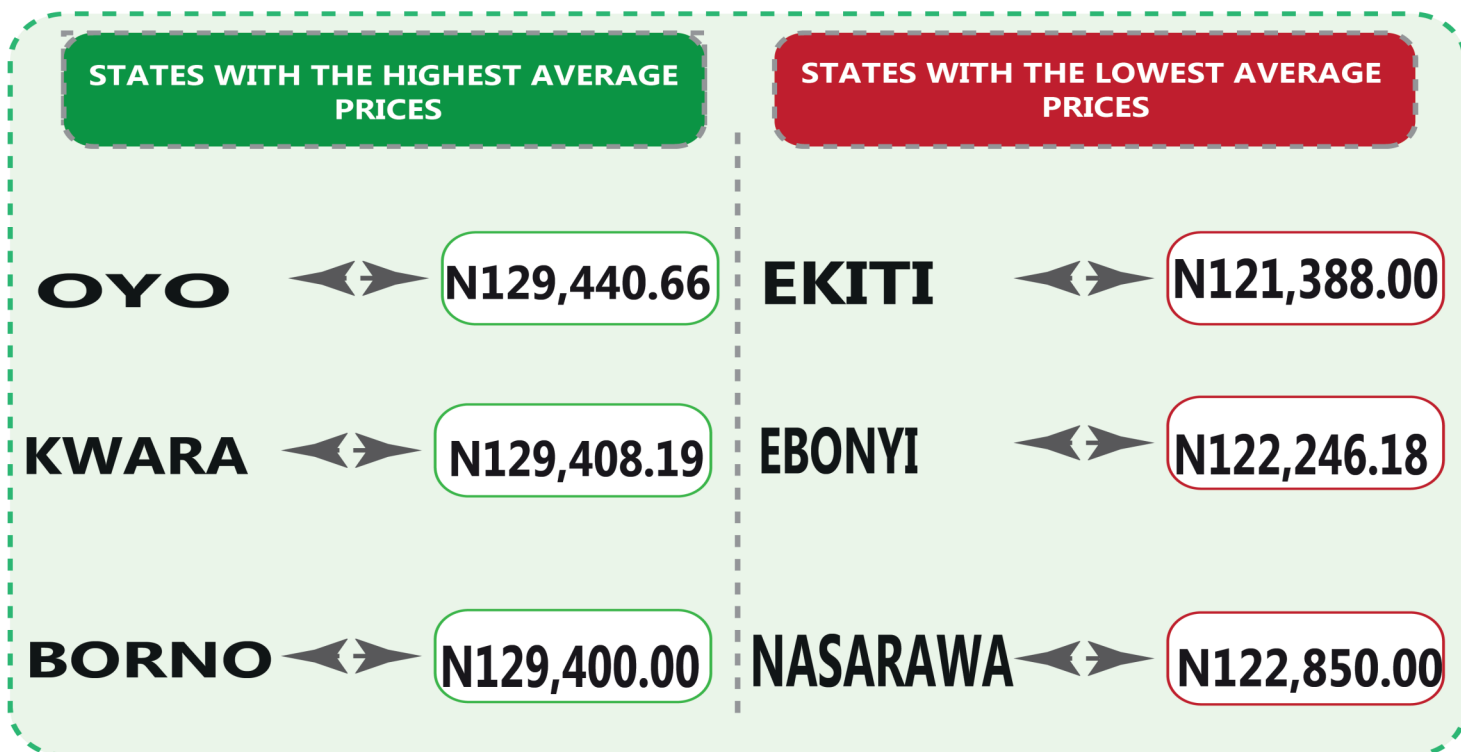 STATES WITH THE HIGHEST AVERAGE
PRICES
OYO N129,440.66
KWARA N129,408.19
BORNO N129,400.00
STATES WITH THE LOWEST AVERAGE
PRICES
EKITI N121,388.00
EBONYI N122,246.18
NASARAWA N122,850.00